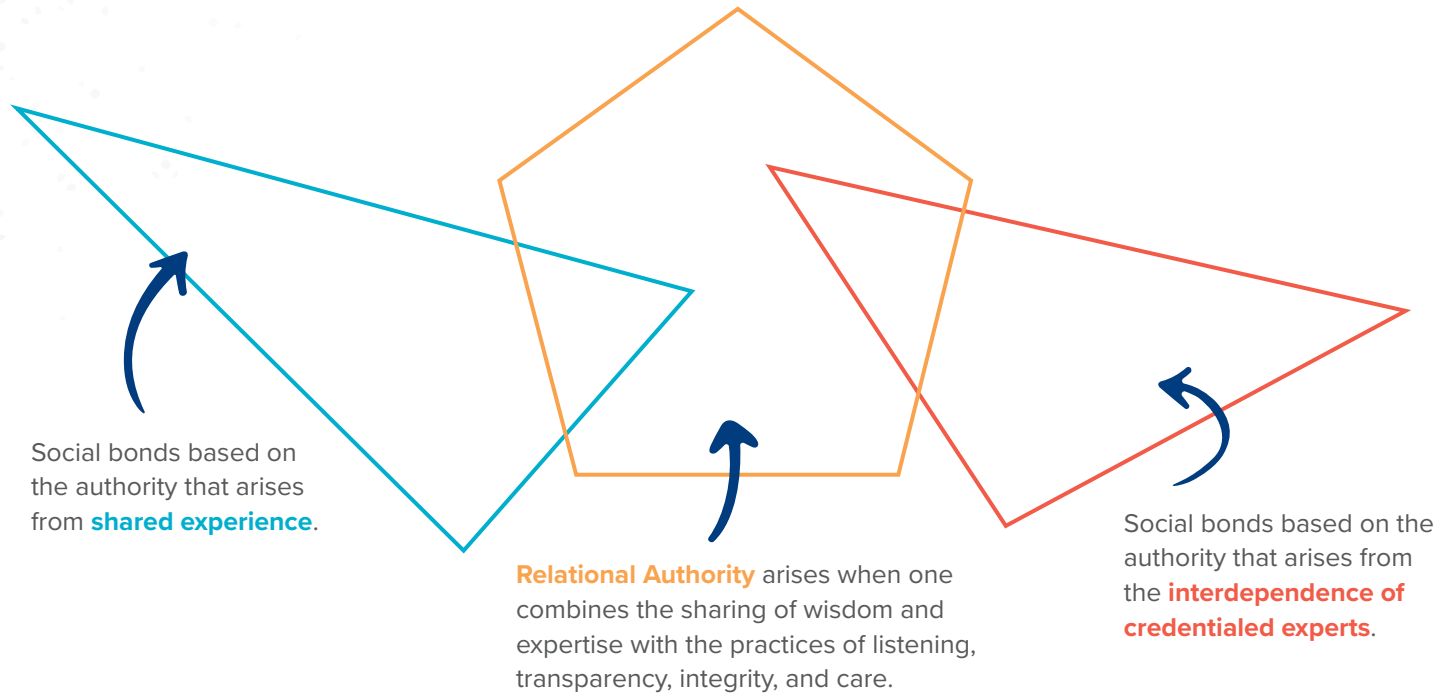 Social bonds based on
the authority that arises
from shared experience.
Relational Authority arises when one
combines the sharing of wisdom and
expertise with the practices of listening,
transparency, integrity, and care.
Social bonds based on the
authority that arises from
the interdependence of
credentialed experts.